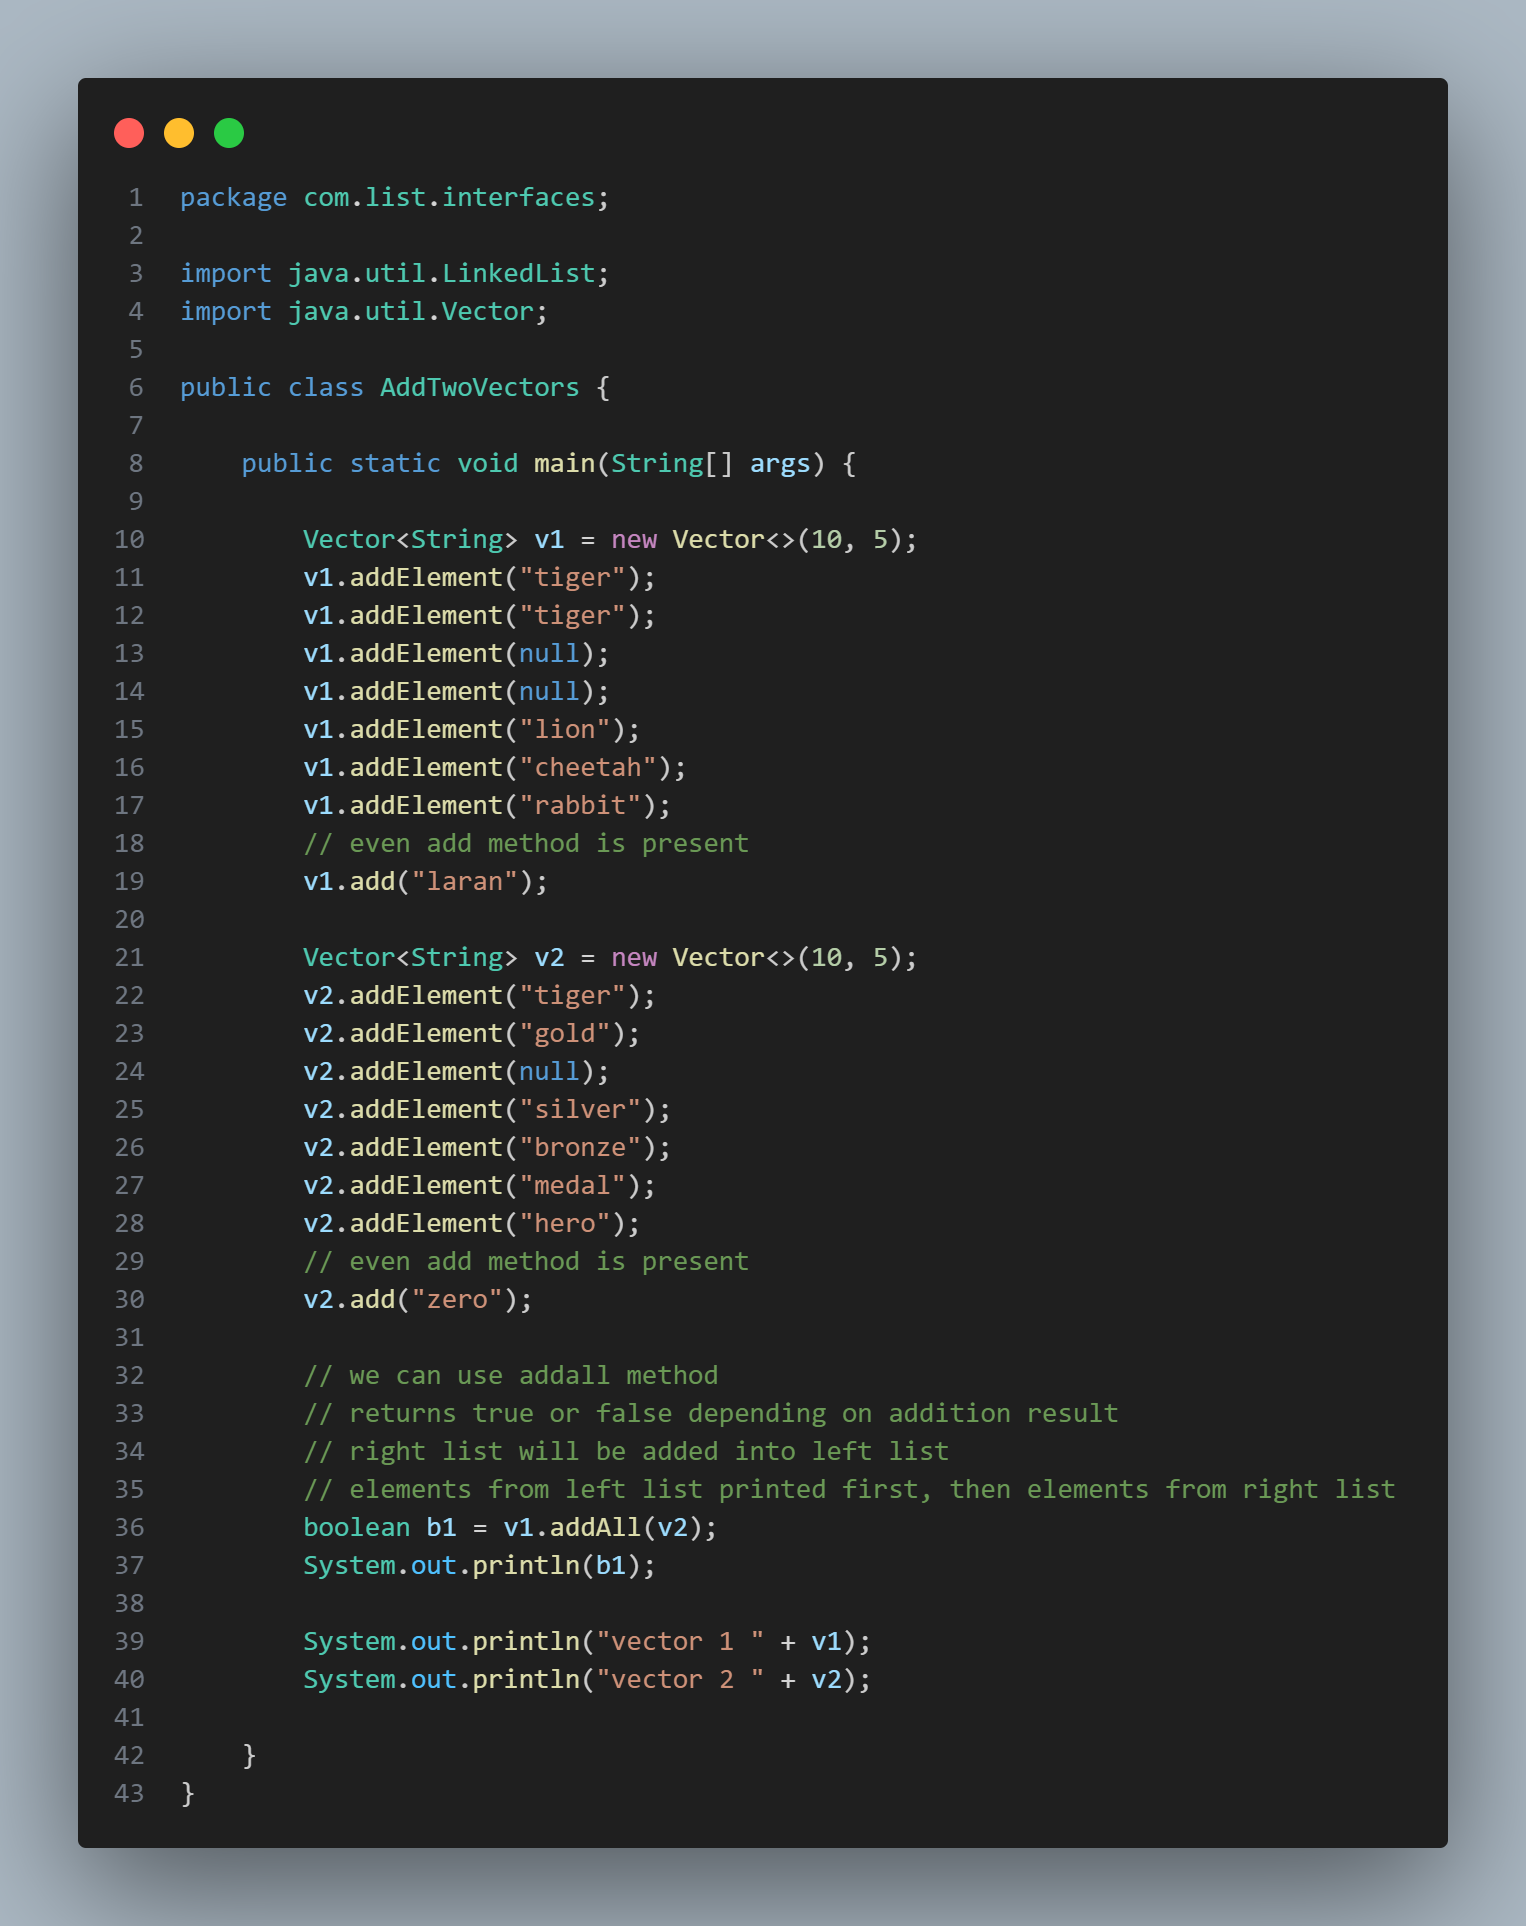 1 package com.list.interfaces;
2
3 import java.util.LinkedList;
4 import java.util.Vector;
5
6 public class AddTwoVectors {
7
8     public static void main(String[] args) {
9
10         Vector<String> v1 = new Vector<>(10, 5);
11         v1.addElement("tiger");
12         v1.addElement("tiger");
13         v1.addElement(null);
14         v1.addElement(null);
15         v1.addElement("lion");
16         v1.addElement("cheetah");
17         v1.addElement("rabbit");
18         // even add method is present
19         v1.add("laran");
20
21         Vector<String> v2 = new Vector<>(10, 5);
22         v2.addElement("tiger");
23         v2.addElement("gold");
24         v2.addElement(null);
25         v2.addElement("silver");
26         v2.addElement("bronze");
27         v2.addElement("medal");
28         v2.addElement("hero");
29         // even add method is present
30         v2.add("zero");
31
32         // we can use addall method
33         // returns true or false depending on addition result
34         // right list will be added into left list
35         // elements from left list printed first, then elements from right list
36         boolean b1 = v1.addAll(v2);
37         System.out.println(b1);
38
39         System.out.println("vector 1 " + v1);
40         System.out.println("vector 2 " + v2);
41
42     }
43 }